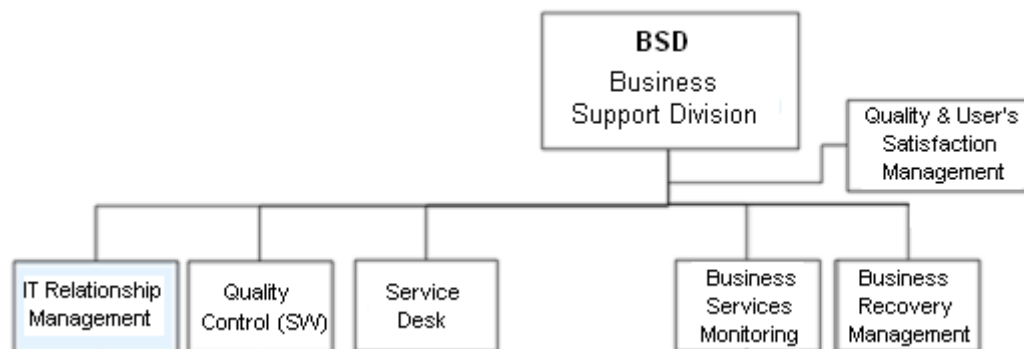 BSD
Business
Support Division
Quality & User's
Satisfaction
Management
IT Relationship
Management
Quality
Control (SW)
Service
Desk
Business
Services
Monitoring
Business
Recovery
Management